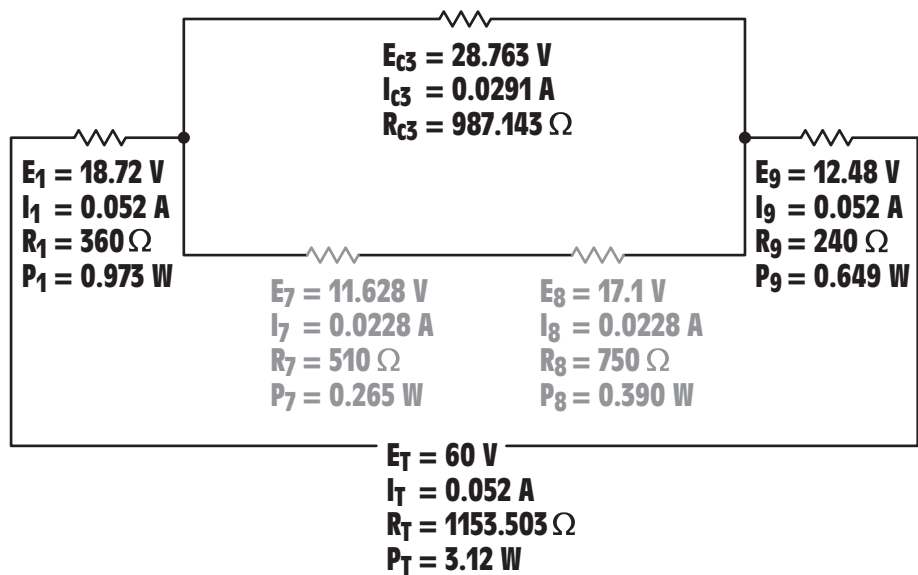 E_C3 = 28.763 V
I_C3 = 0.0291 A
R_C3 = 987.143 Ω
E_1 = 18.72 V
I_1 = 0.052 A
R_1 = 360 Ω
P_1 = 0.973 W
E_9 = 12.48 V
I_9 = 0.052 A
R_9 = 240 Ω
P_9 = 0.649 W
E_7 = 11.628 V
I_7 = 0.0228 A
R_7 = 510 Ω
P_7 = 0.265 W
E_8 = 17.1 V
I_8 = 0.0228 A
R_8 = 750 Ω
P_8 = 0.390 W
E_T = 60 V
I_T = 0.052 A
R_T = 1153.503 Ω
P_T = 3.12 W